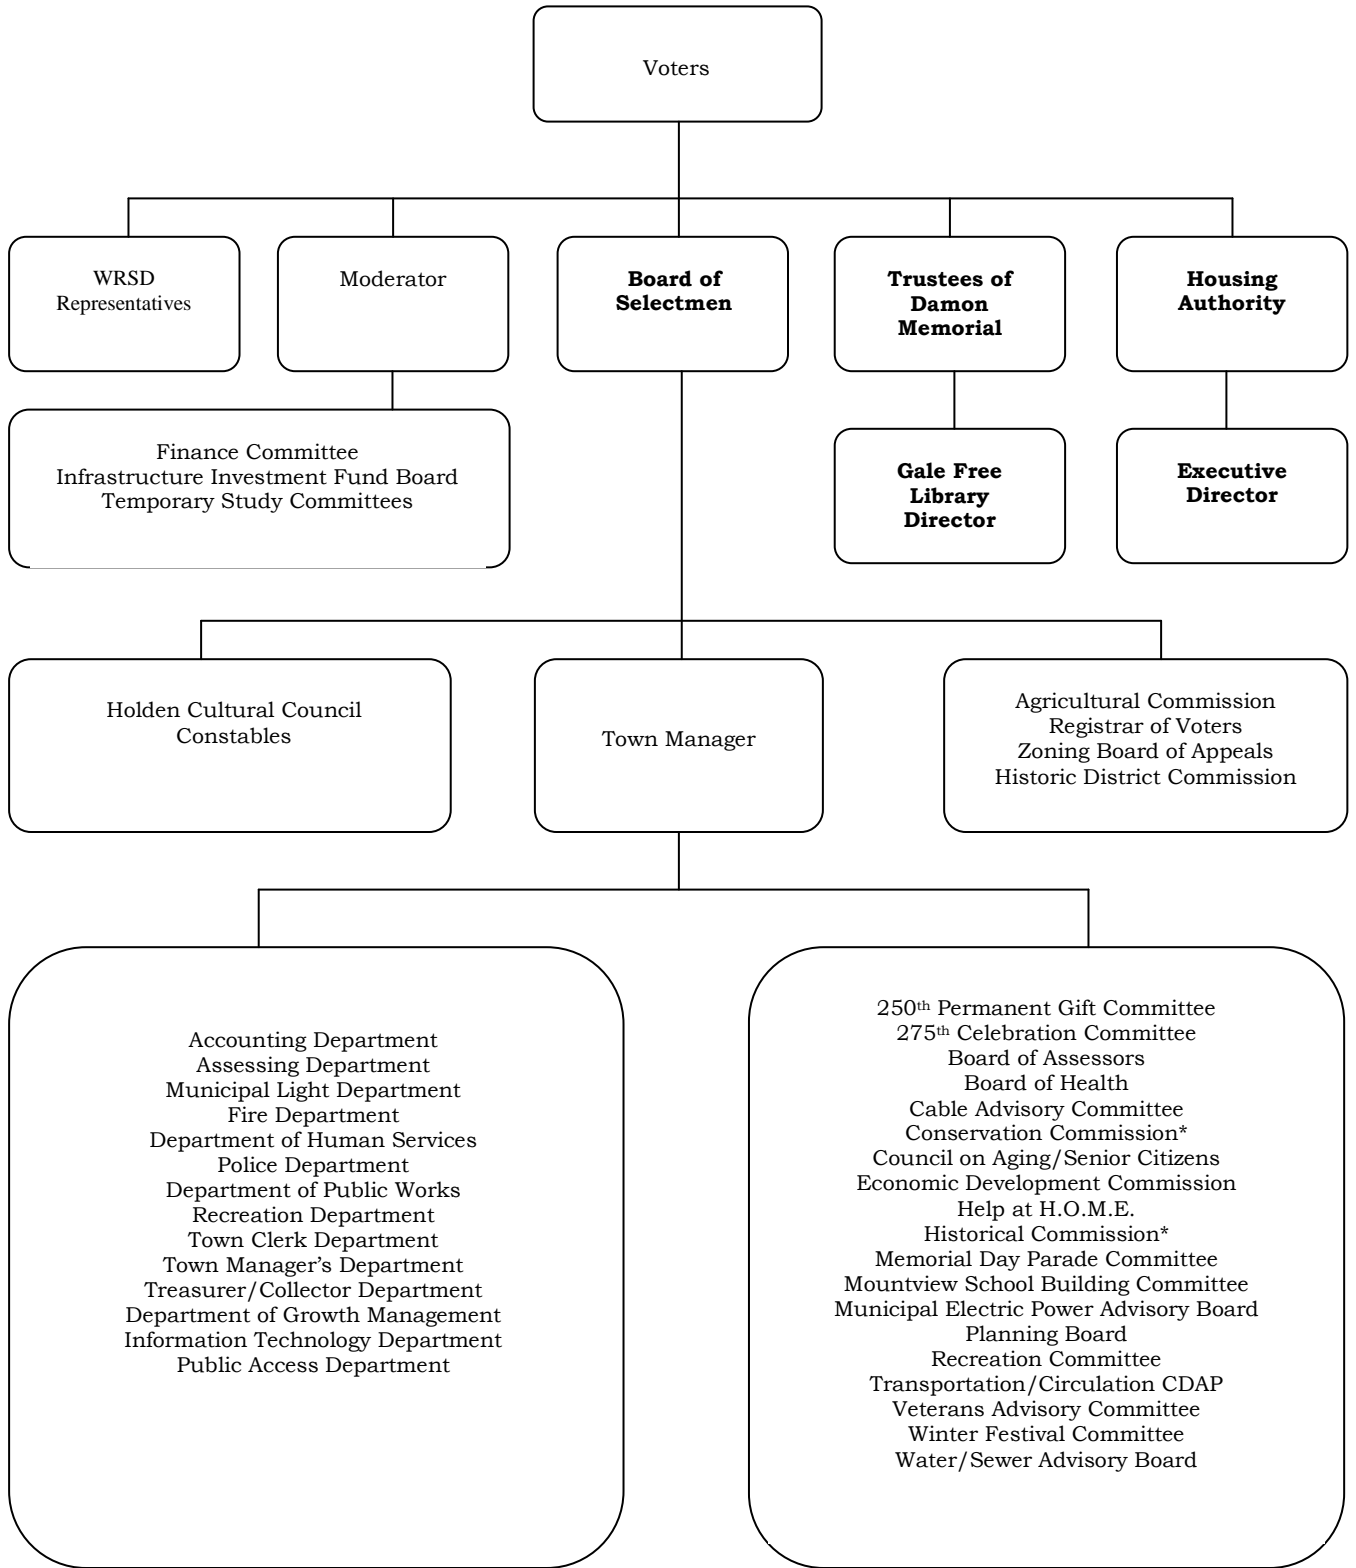 Voters
WRSD
Representatives
Moderator
Board of
Selectmen
Trustees of
Damon
Memorial
Housing
Authority
Finance Committee
Infrastructure Investment Fund Board
Temporary Study Committees
Gale Free
Library
Director
Executive
Director
Holden Cultural Council
Constables
Town Manager
Agricultural Commission
Registrar of Voters
Zoning Board of Appeals
Historic District Commission
Accounting Department
Assessing Department
Municipal Light Department
Fire Department
Department of Human Services
Police Department
Department of Public Works
Recreation Department
Town Clerk Department
Town Manager’s Department
Treasurer/Collector Department
Department of Growth Management
Information Technology Department
Public Access Department
250th Permanent Gift Committee
275th Celebration Committee
Board of Assessors
Board of Health
Cable Advisory Committee
Conservation Commission*
Council on Aging/Senior Citizens
Economic Development Commission
Help at H.O.M.E.
Historical Commission*
Memorial Day Parade Committee
Mountview School Building Committee
Municipal Electric Power Advisory Board
Planning Board
Recreation Committee
Transportation/Circulation CDAP
Veterans Advisory Committee
Winter Festival Committee
Water/Sewer Advisory Board